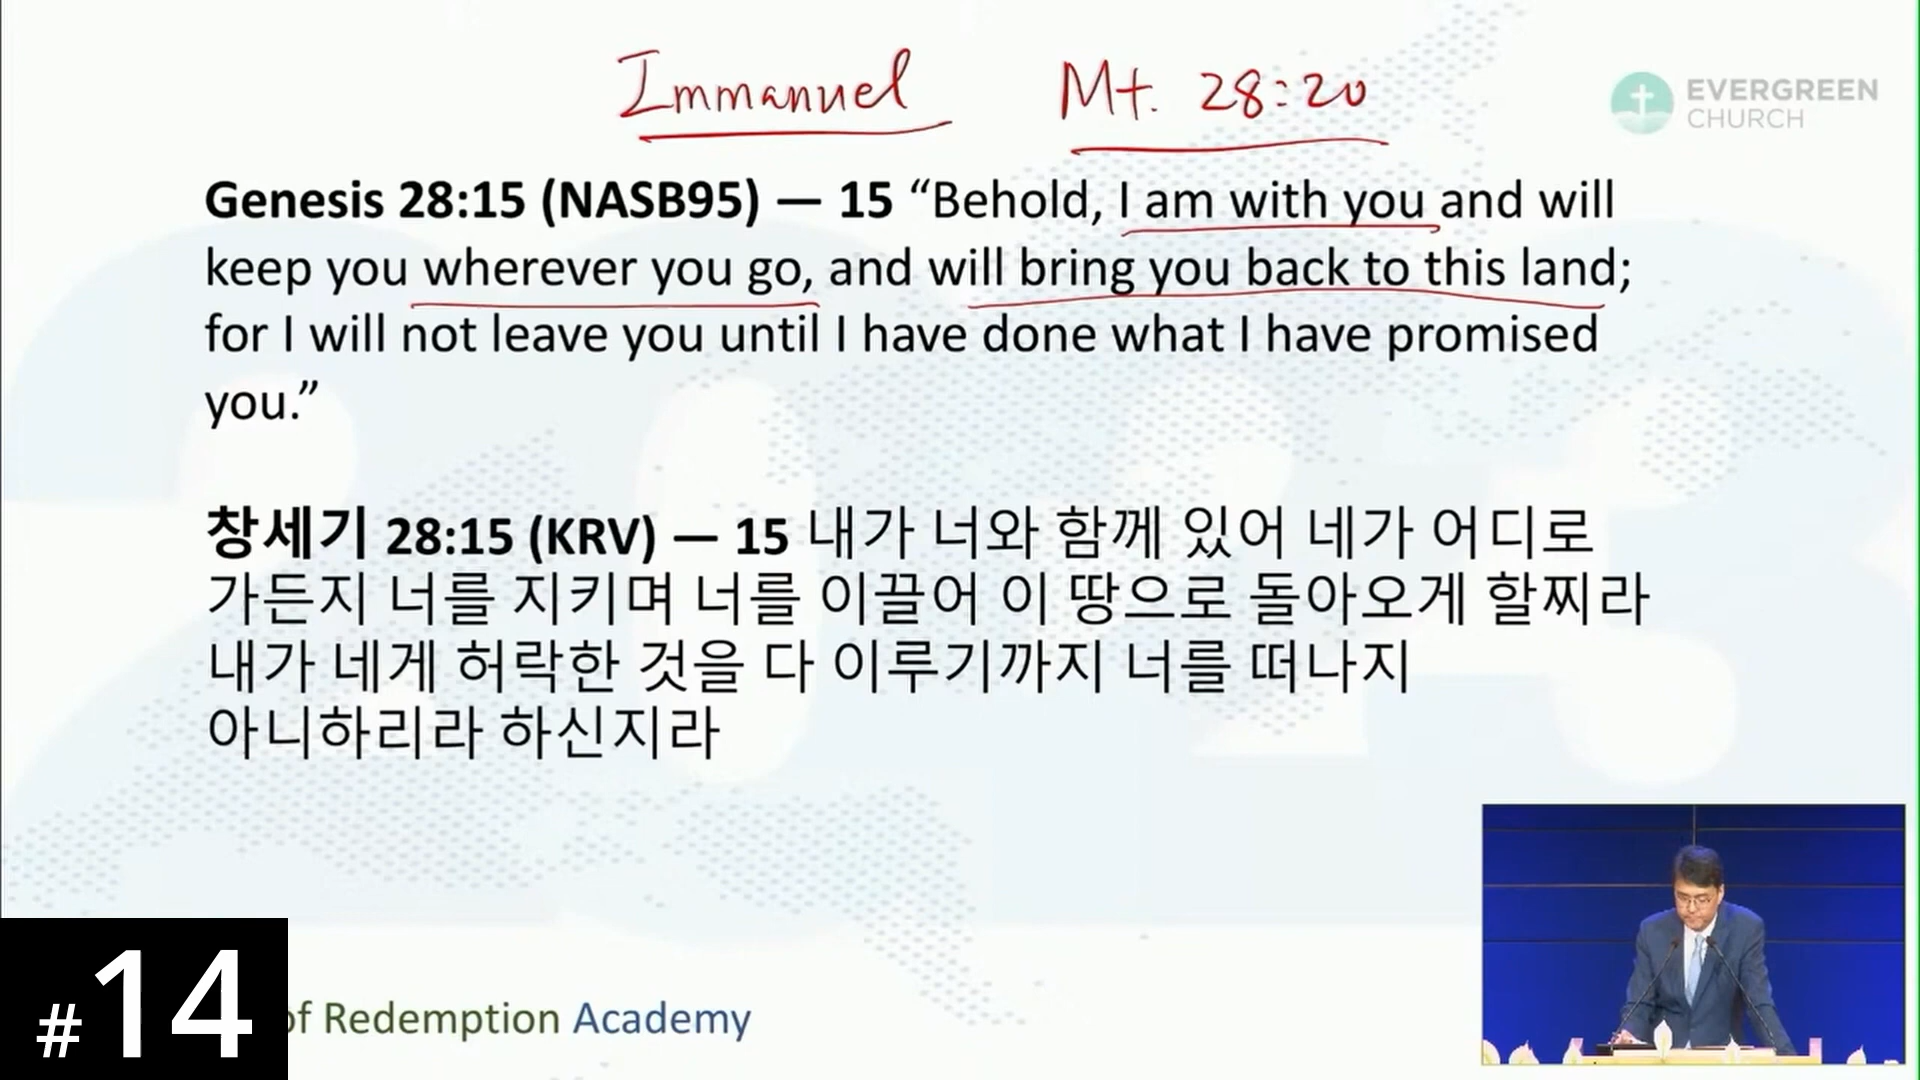 Immanuel Mt. 28:20
EVERGREEN
CHURCH
Genesis 28:15 (NASB95) — 15 “Behold, I am with you and will
keep you wherever you go, and will bring you back to this land;
for I will not leave you until I have done what I have promised
you.”
창세기 28:15 (KRV) — 15 내가 너와 함께 있어 네가 어디로
가든지 너를 지키며 너를 이끌어 이 땅으로 돌아오게 할찌라
내가 네게 허락한 것을 다 이루기까지 너를 떠나지
아니하리라 하신지라
#14
of Redemption Academy